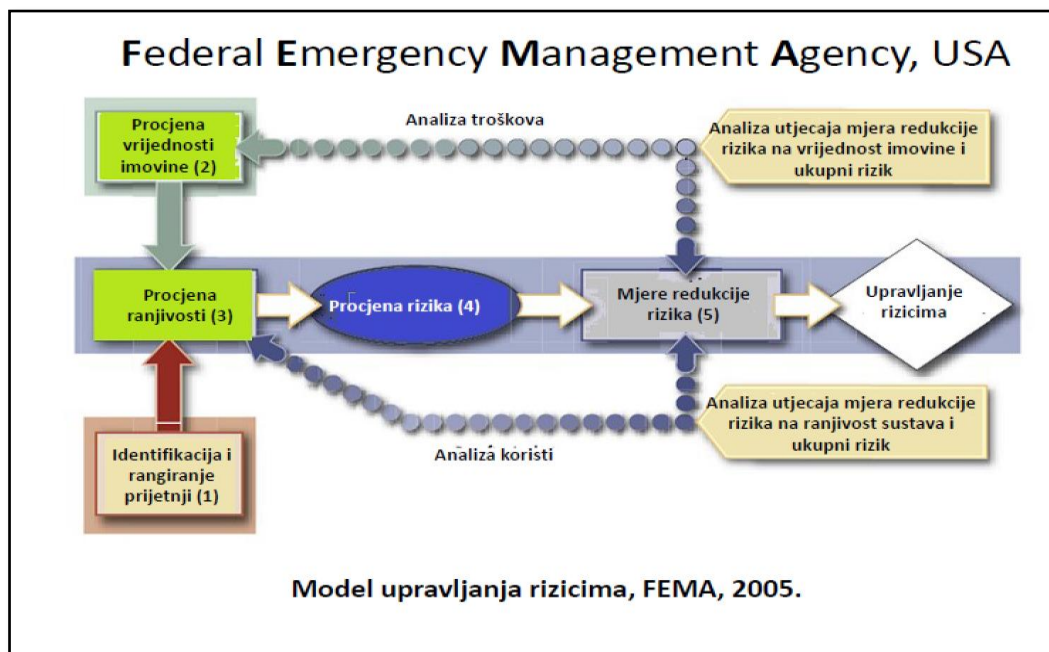 Federal Emergency Management Agency, USA
Procjena
vrijednosti
imovine (2)
Analiza troškova
Analiza utjecaja mjera redukcije
rizika na vrijednost imovine i
ukupni rizik
Procjena
ranjivosti (3)
Procjena rizika (4)
Mjere redukcije
rizika (5)
Upravljanje
rizicima
Identifikacija i
rangiranje
prijetnji (1)
Analiza koristi
Analiza utjecaja mjera redukcije
rizika na ranjivost sustava i
ukupni rizik
Model upravljanja rizicima, FEMA, 2005.